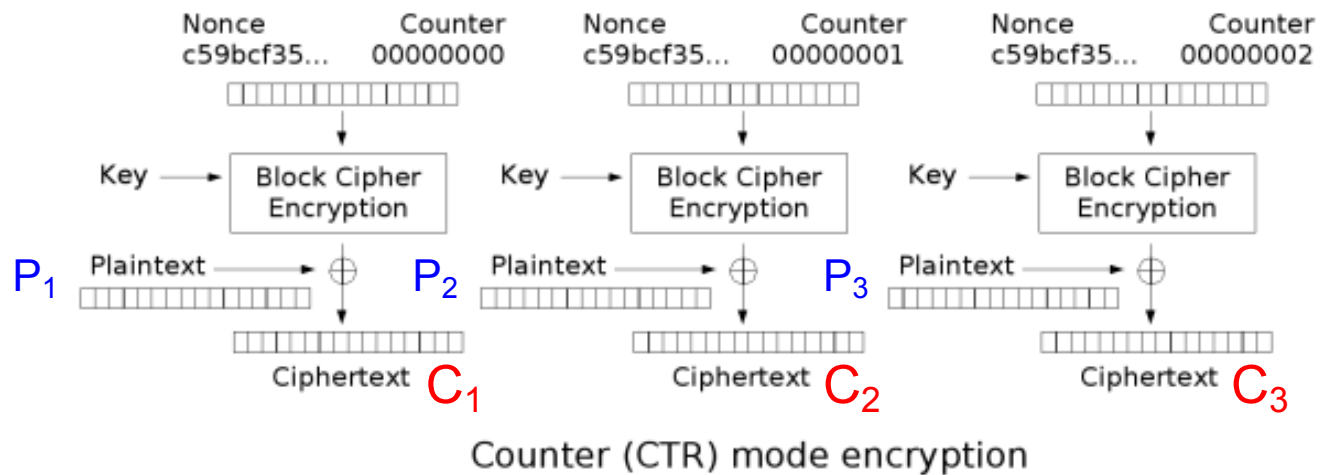 Nonce Counter Nonce Counter Nonce Counter
c59bcf35... 00000000 c59bcf35... 00000001 c59bcf35... 00000002
Key Block Cipher Encryption Key Block Cipher Encryption Key Block Cipher Encryption
P₁ Plaintext P₂ Plaintext P₃ Plaintext
Ciphertext C₁ Ciphertext C₂ Ciphertext C₃
Counter (CTR) mode encryption